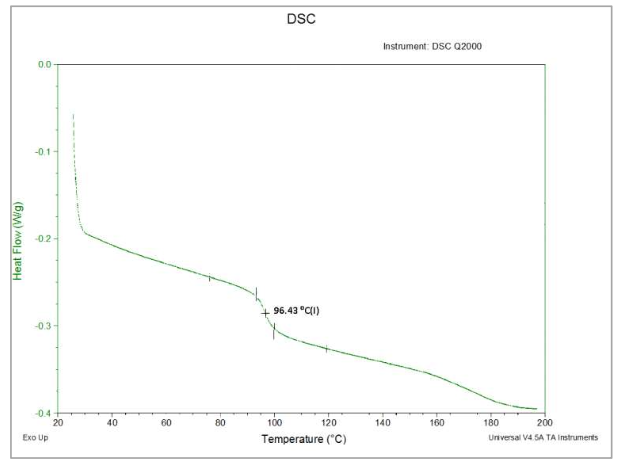 DSC
Instrument: DSC Q2000
Heat Flow (W/g)
0.0
-0.1
-0.2
-0.3
-0.4
96.43 °C(I)
20 40 60 80 100 120 140 160 180 200
Exo Up
Temperature (°C)
Universal V4.5A TA Instruments